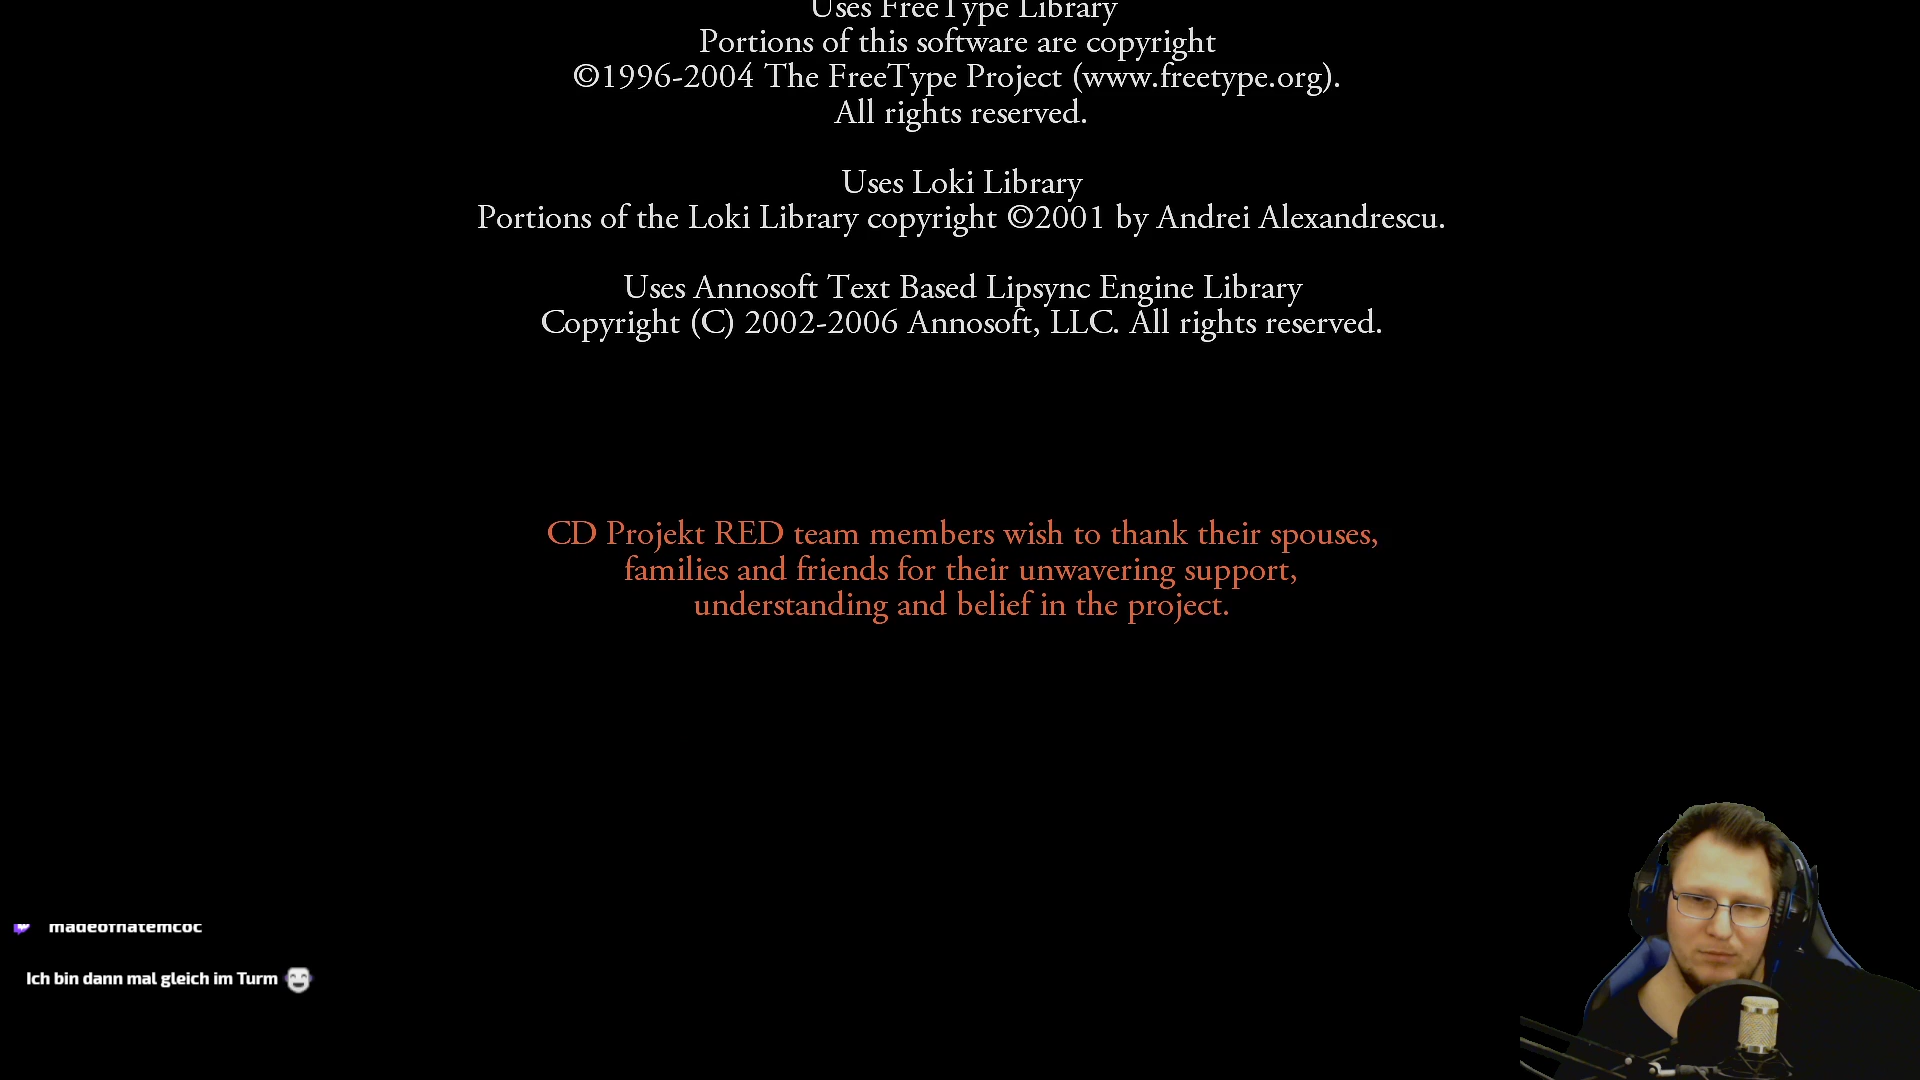 Uses FreeType Library
Portions of this software are copyright
©1996-2004 The FreeType Project (www.freetype.org).
All rights reserved.
Uses Loki Library
Portions of the Loki Library copyright ©2001 by Andrei Alexandrescu.
Uses Annosoft Text Based Lipsync Engine Library
Copyright (C) 2002-2006 Annosoft, LLC. All rights reserved.
CD Projekt RED team members wish to thank their spouses,
families and friends for their unwavering support,
understanding and belief in the project.
madeofhatemcoc
Ich bin dann mal gleich im Turm